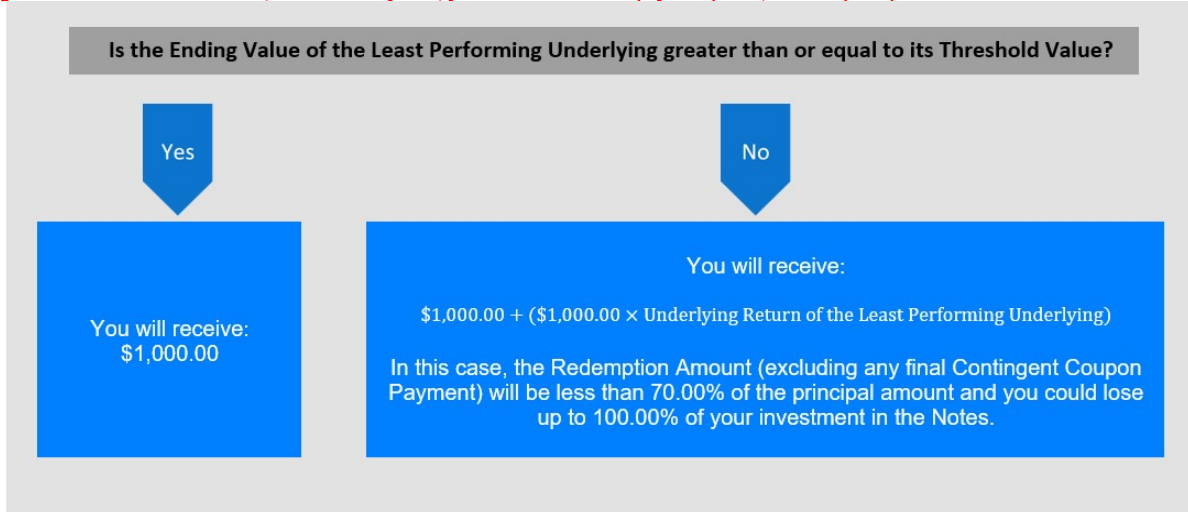 Is the Ending Value of the Least Performing Underlying greater than or equal to its Threshold Value?
Yes
No
You will receive:
$1,000.00
You will receive:
$1,000.00 + ($1,000.00 × Underlying Return of the Least Performing Underlying)
In this case, the Redemption Amount (excluding any final Contingent Coupon
Payment) will be less than 70.00% of the principal amount and you could lose
up to 100.00% of your investment in the Notes.